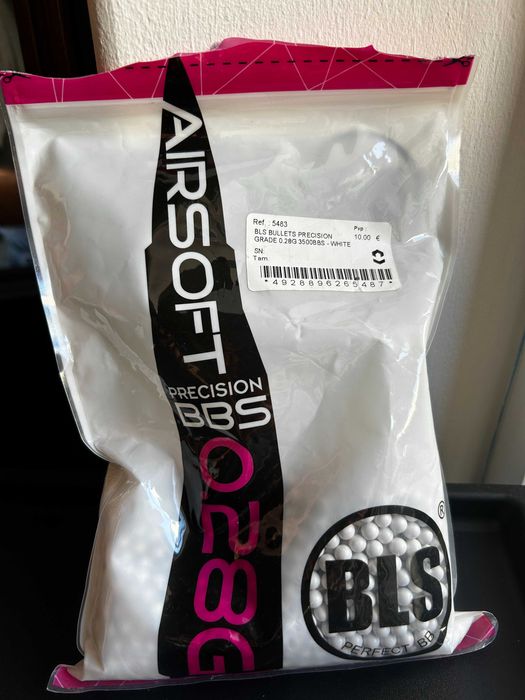 AIRSOFT
PRECISION
BBS
0.28G
Ref. : 5483
Pvp :
BLS BULLETS PRECISION
10,00 €
GRADE 0.28G 3500BBS - WHITE
SN:
Tam
*4928896265487*
BLS
®
PERFECT BB